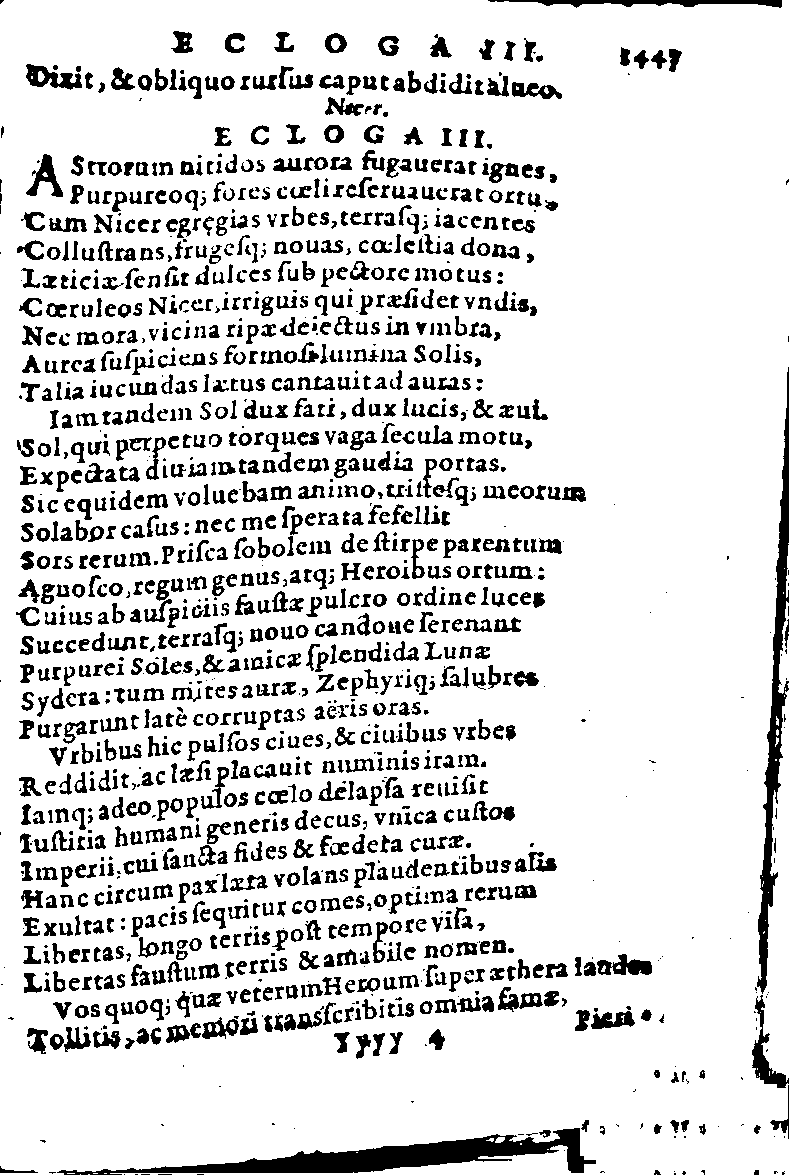 E C L O G A III. 1447
Dixit, & obliquo rursus caput abdidit alueo.
Nicer.
E C L O G A III.
AStrorum nitidos aurora fugauerat ignes,
Purpureoq; fores cœli reseruauerat ortu,
Cum Nicer egręgias vrbes, terrasq; iacentes
Collustrans, frugesq; nouas, cœlestia dona,
Læticiæ sensit dulces sub pectore motus:
Cœruleos Nicer, irriguis qui præsidet vndis,
Nec mora, vicina ripæ deiectus in vmbra,
Aurea suspiciens formosi lumina Solis,
Talia iucundas lætus cantauit ad auras:
Iam tandem Sol dux fati, dux lucis, & æui.
Sol, qui perpetuo torques vaga secula motu,
Expectata diu iam tandem gaudia portas.
Sic equidem voluebam animo, tristesq; meorum
Solabor casus: nec me sperata fefellit
Sors rerum. Prisca sobolem de stirpe parentum
Agnosco, regum genus, atq; Heroibus ortum:
Cuius ab auspiciis faustæ pulcro ordine luces
Succedunt, terrasq; nouo candoue serenant
Purpurei Soles, & amicæ splendida Lunæ
Sydera: tum mites auræ, Zephyriq; salubres
Purgarunt latè corruptas aëris oras.
Vrbibus hic pulsos ciues, & ciuibus vrbes
Reddidit, ac læsi placauit numinis iram.
Iamq; adeo populos cœlo delapsa reuisit
Iustitia humani generis decus, vnica custos
Imperii, cui sancta fides & fœdera curæ.
Hanc circum pax læta volans plaudentibus alis
Exultat: pacis sequitur comes, optima rerum
Libertas, longo terris post tempore visa,
Libertas faustum terris & amabile nomen.
Vos quoq; quæ veterum Heroum super æthera laudes
Tollitis, ac memori transscribitis omnia famæ,
Yyyy 4 Pieri